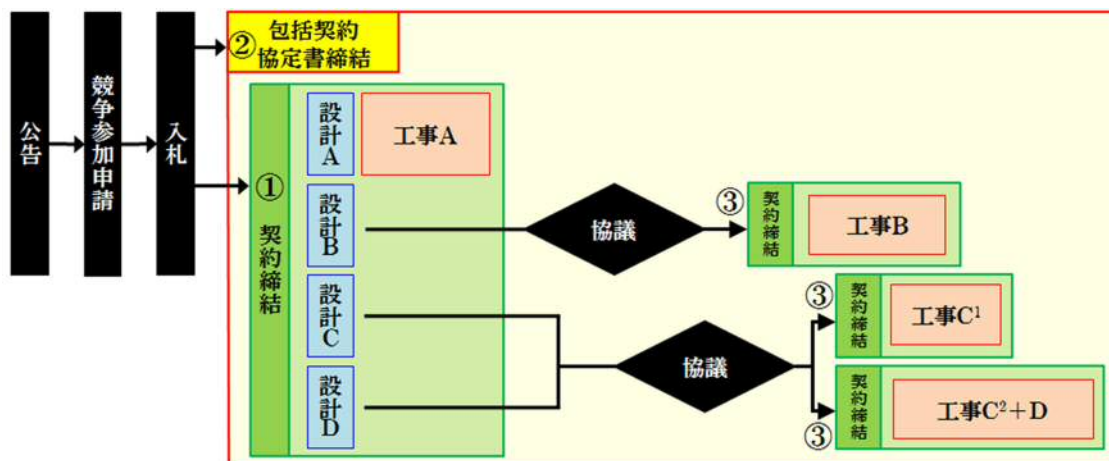 公告
競争参加申請
入札
②包括契約
協定書締結
①契約締結
設計A
工事A
設計B
協議
③
契約締結
工事B
設計C
設計D
協議
③
契約締結
工事C¹
③
契約締結
工事C²+D